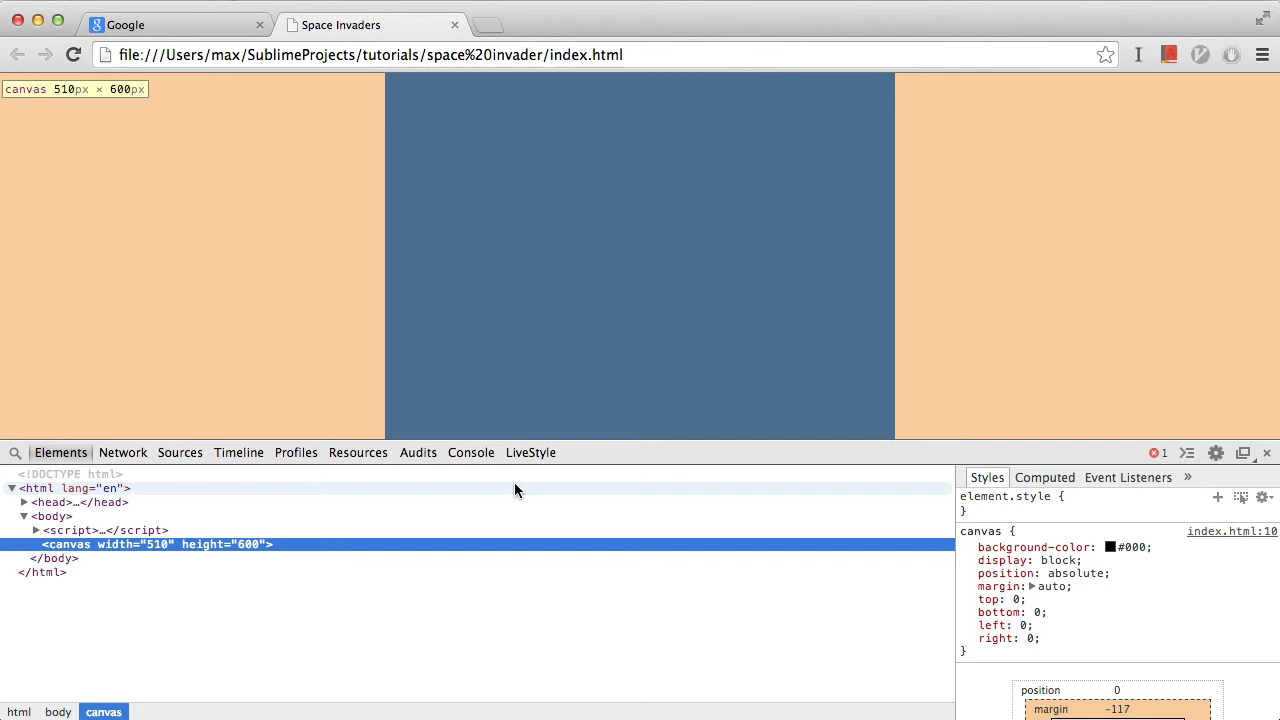 Google
Space Invaders
file:///Users/max/SublimeProjects/tutorials/space%20invader/index.html
canvas 510px × 600px
Elements Network Sources Timeline Profiles Resources Audits Console LiveStyle 1
<!DOCTYPE html>
<html lang="en">
<head>…</head>
<body>
<script>…</script>
<canvas width="510" height="600">
</body>
</html>
html body canvas
Styles Computed Event Listeners »
element.style {
}
canvas { index.html:10
background-color: #000;
display: block;
position: absolute;
margin: auto;
top: 0;
bottom: 0;
left: 0;
right: 0;
}
position 0
margin -117